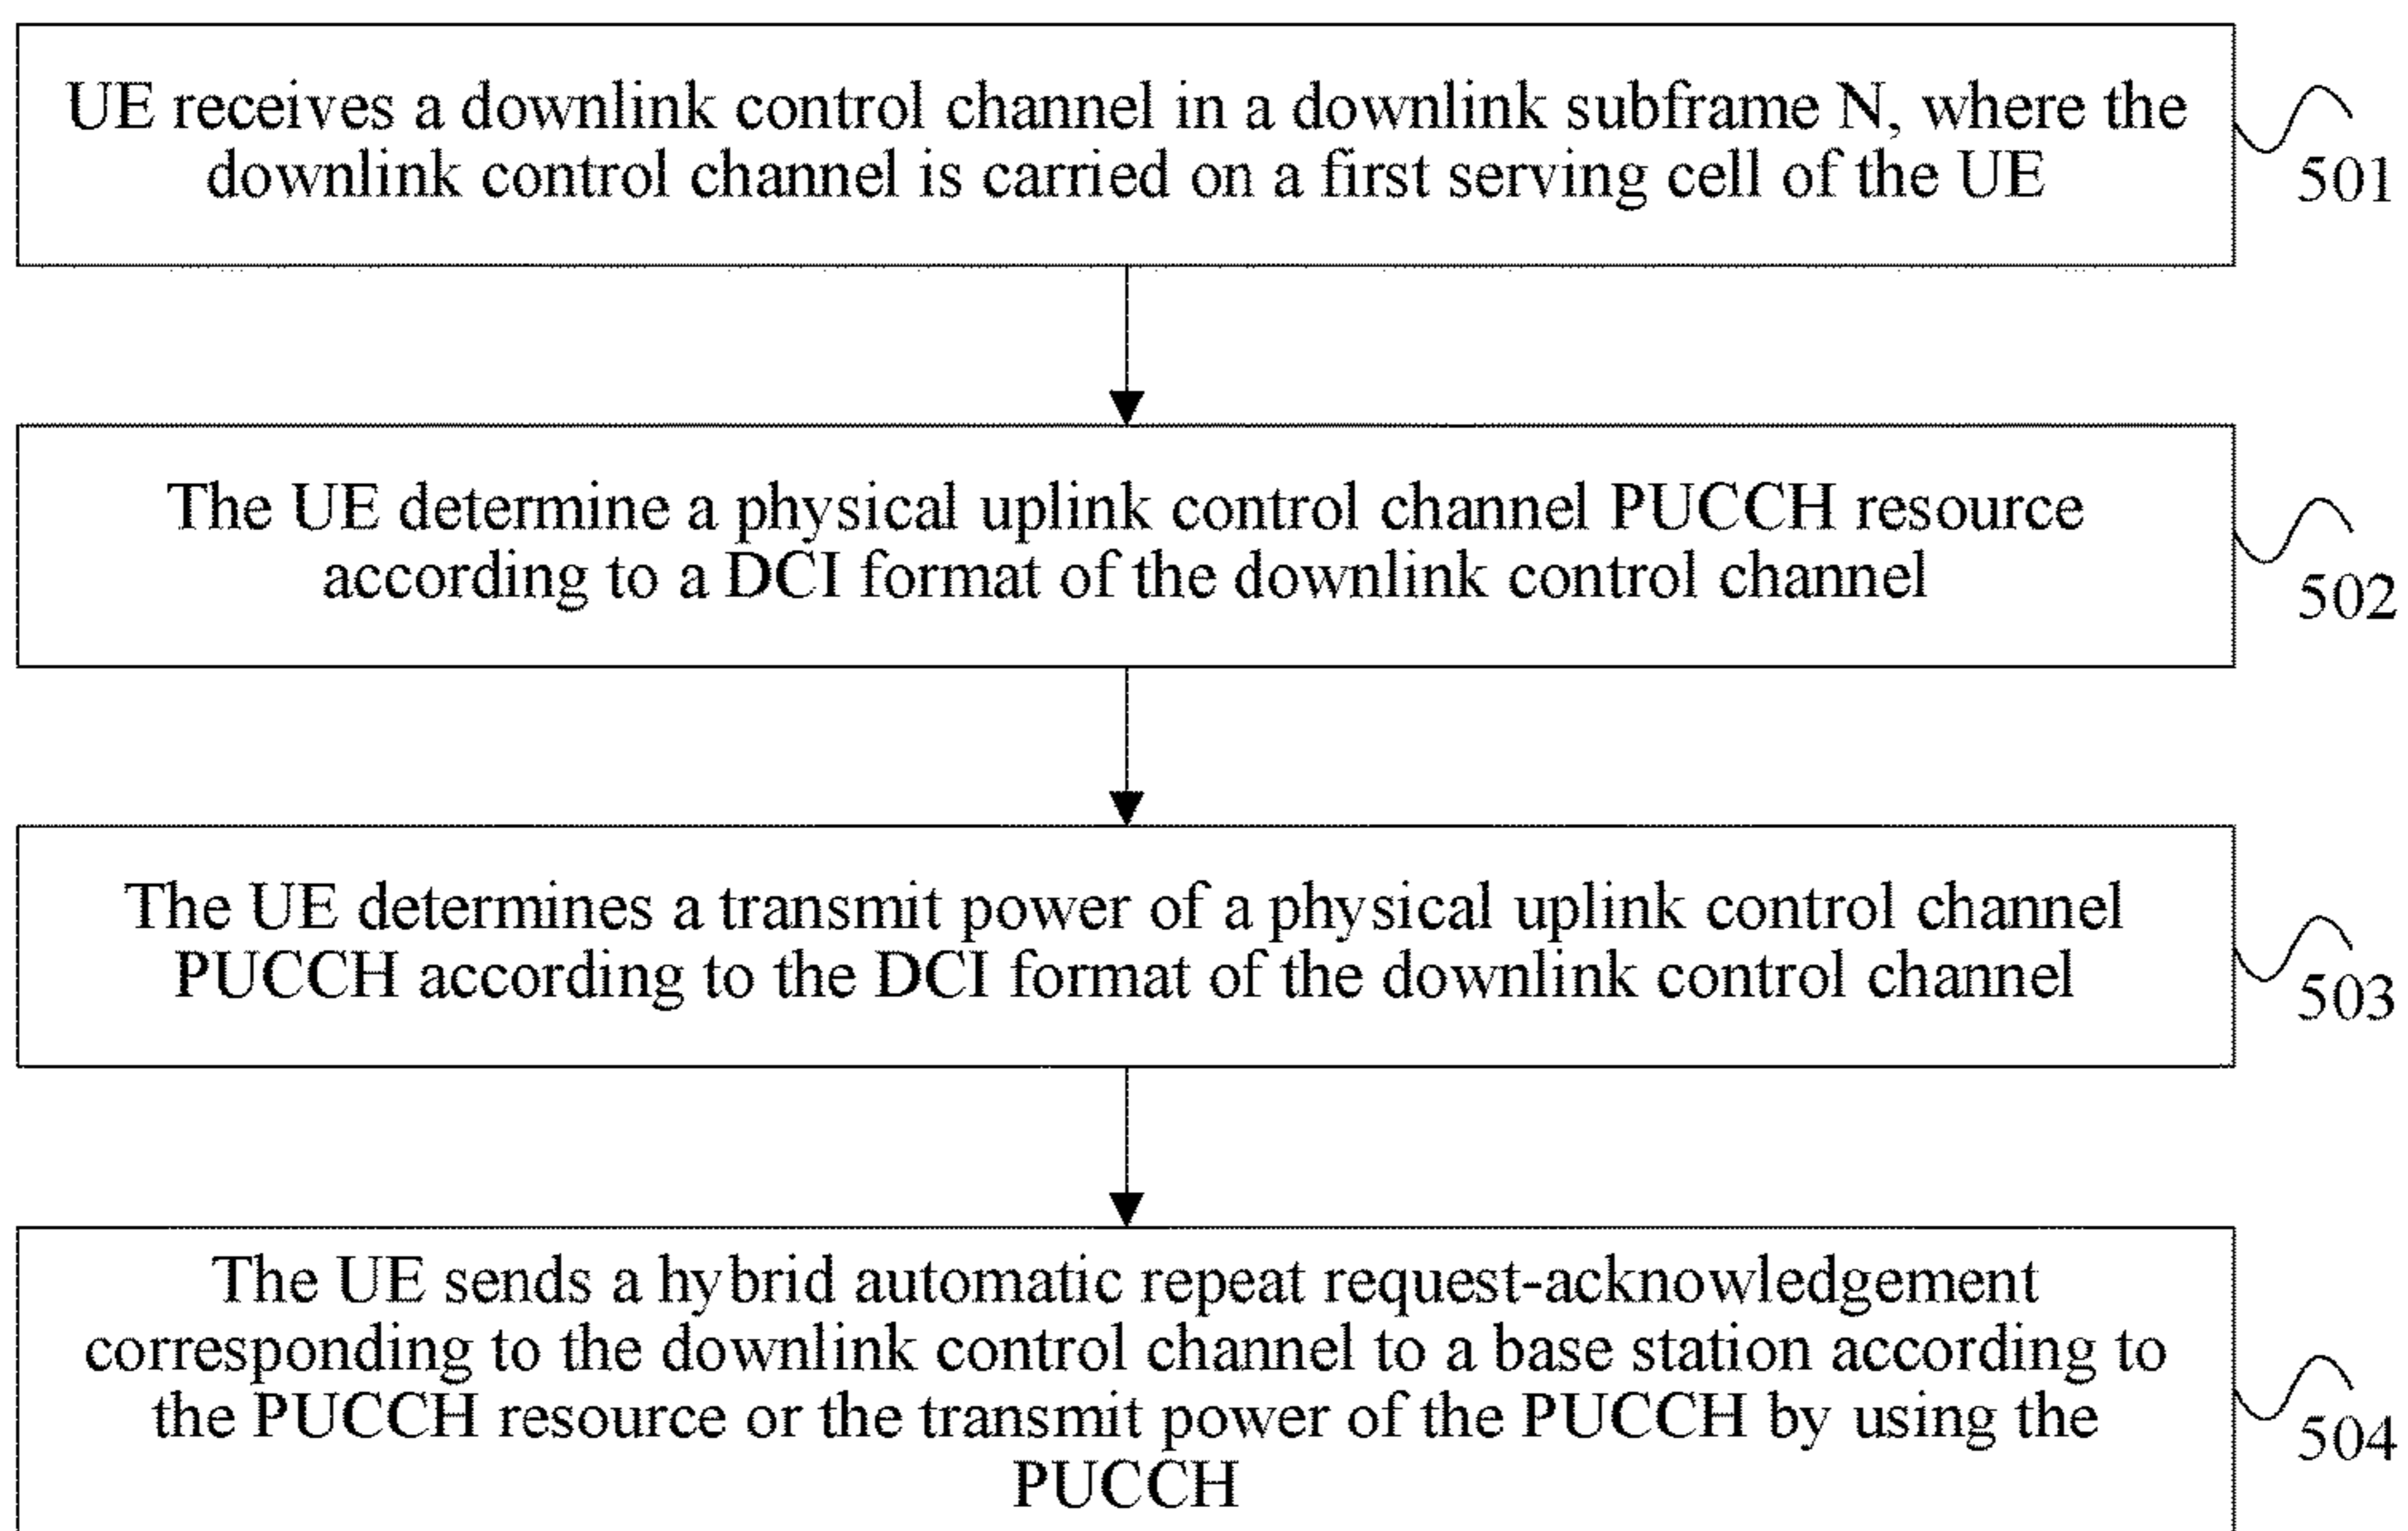 UE receives a downlink control channel in a downlink subframe N, where the
downlink control channel is carried on a first serving cell of the UE
501
The UE determine a physical uplink control channel PUCCH resource
according to a DCI format of the downlink control channel
502
The UE determines a transmit power of a physical uplink control channel
PUCCH according to the DCI format of the downlink control channel
503
The UE sends a hybrid automatic repeat request-acknowledgement
corresponding to the downlink control channel to a base station according to
the PUCCH resource or the transmit power of the PUCCH by using the
PUCCH
504